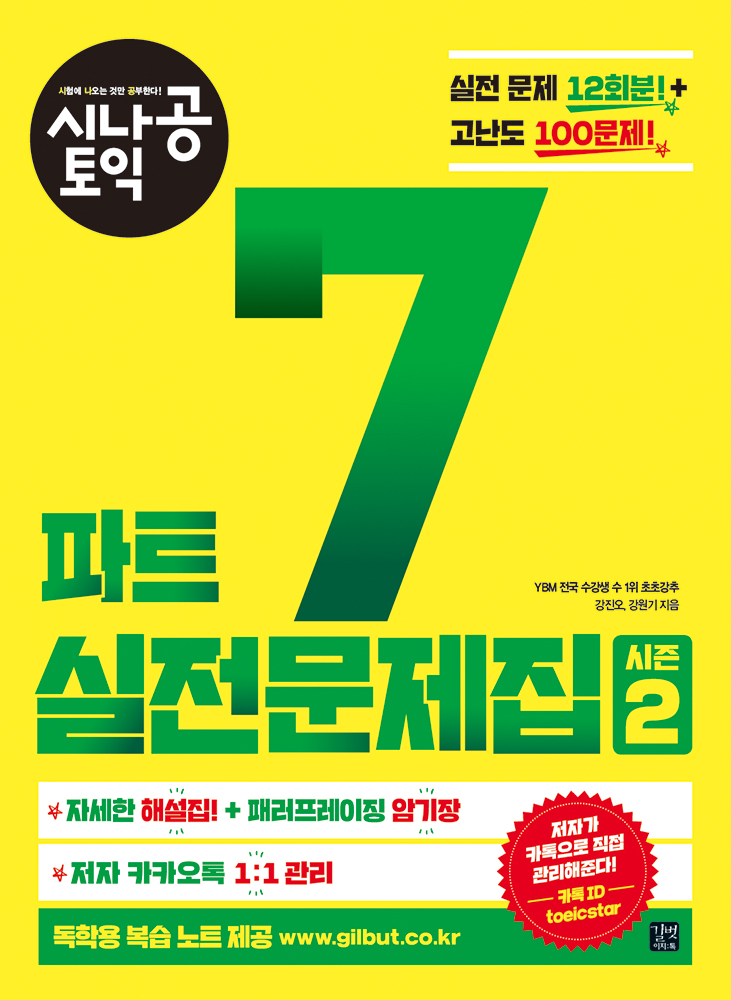 시험에 나오는 것만 공부한다!
시나공
토익
실전 문제 12회분! +
고난도 100문제!
7
파트
YBM 전국 수강생 수 1위 초초강추
강진오, 강원기 지음
실전문제집
시즌
2
자세한 해설집! + 패러프레이징 암기장
저자 카카오톡 1:1 관리
저자가
카톡으로 직접
관리해준다!
카톡 ID
toeicstar
독학용 복습 노트 제공 www.gilbut.co.kr
길벗
이지:톡